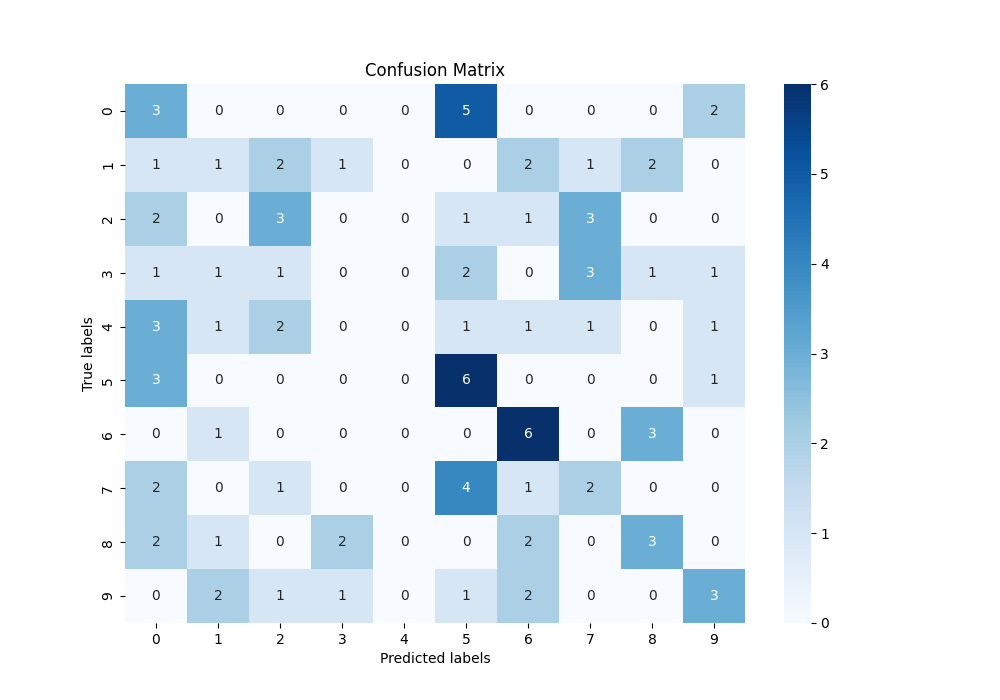 Confusion Matrix
0 3 0 0 0 0 5 0 0 0 2
1 1 1 2 1 0 0 2 1 2 0
2 2 0 3 0 0 1 1 3 0 0
3 1 1 1 0 0 2 0 3 1 1
4 3 1 2 0 0 1 1 1 0 1
5 3 0 0 0 0 6 0 0 0 1
6 0 1 0 0 0 0 6 0 3 0
7 2 0 1 0 0 4 1 2 0 0
8 2 1 0 2 0 0 2 0 3 0
9 0 2 1 1 0 1 2 0 0 3
0 1 2 3 4 5 6 7 8 9
True labels
Predicted labels
6
5
4
3
2
1
0